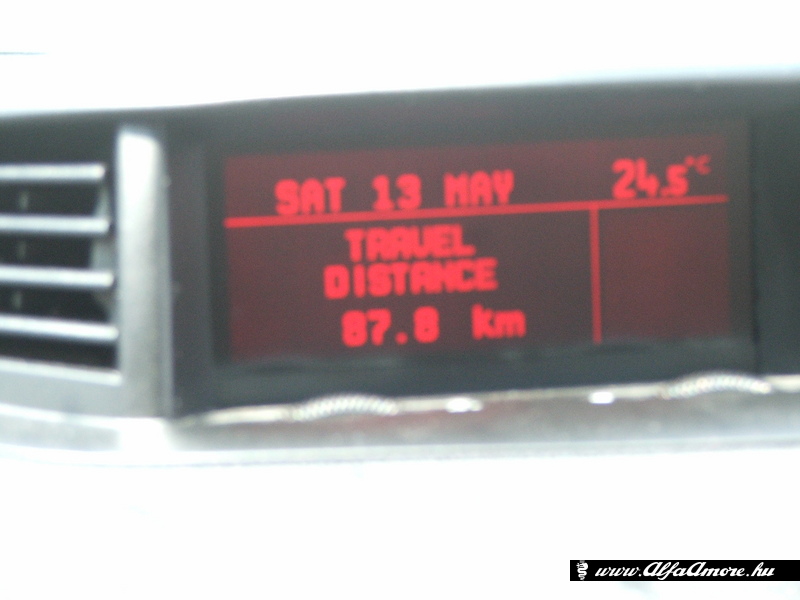 SAT 13 MAY 24.5°C
TRAVEL
DISTANCE
87.8 km
www.AlfaAmore.hu